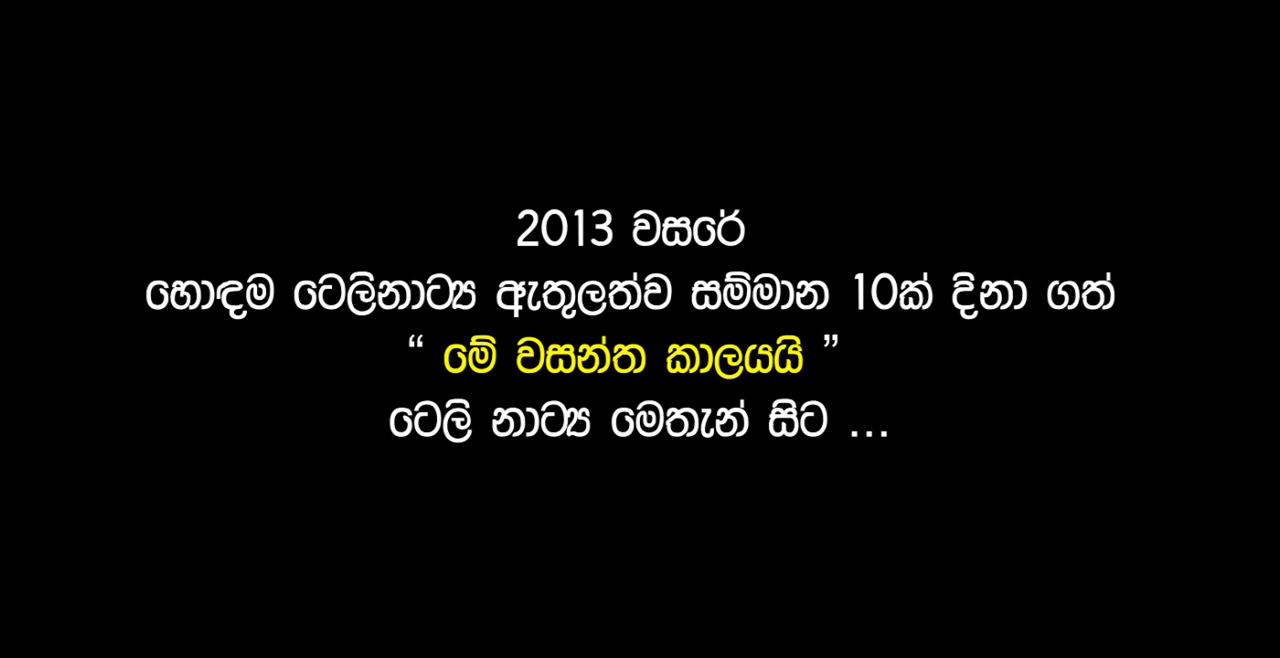 2013 වසරේ
හොඳම ටෙලිනාට්‍ය ඇතුලත්ව සම්මාන 10ක් දිනා ගත්
“ මේ වසන්ත කාලයයි ”
ටෙලි නාට්‍ය මෙතැන් සිට ...